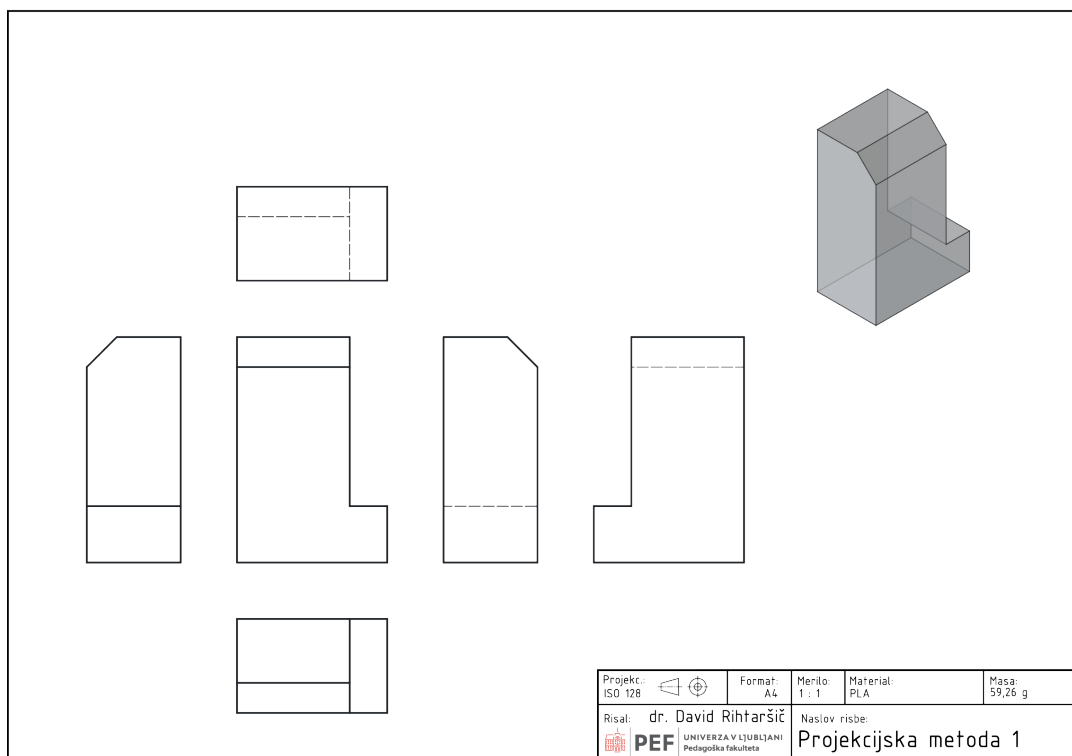 Projekc.:
ISO 128
Format:
A4
Merilo:
1 : 1
Material:
PLA
Masa:
59,26 g
Risal: dr. David Rihtaršič
PEF UNIVERZA V LJUBLJANI
Pedagoška fakulteta
Naslov risbe:
Projekcijska metoda 1